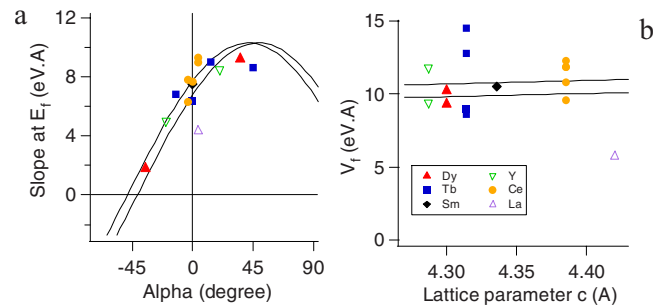 a
12
8
4
0
Slope at E_f (eV.A)
-45 0 45 90
Alpha (degree)
b
15
10
5
0
V_f (eV.A)
Dy Y
Tb Ce
Sm La
4.30 4.35 4.40
Lattice parameter c (A)